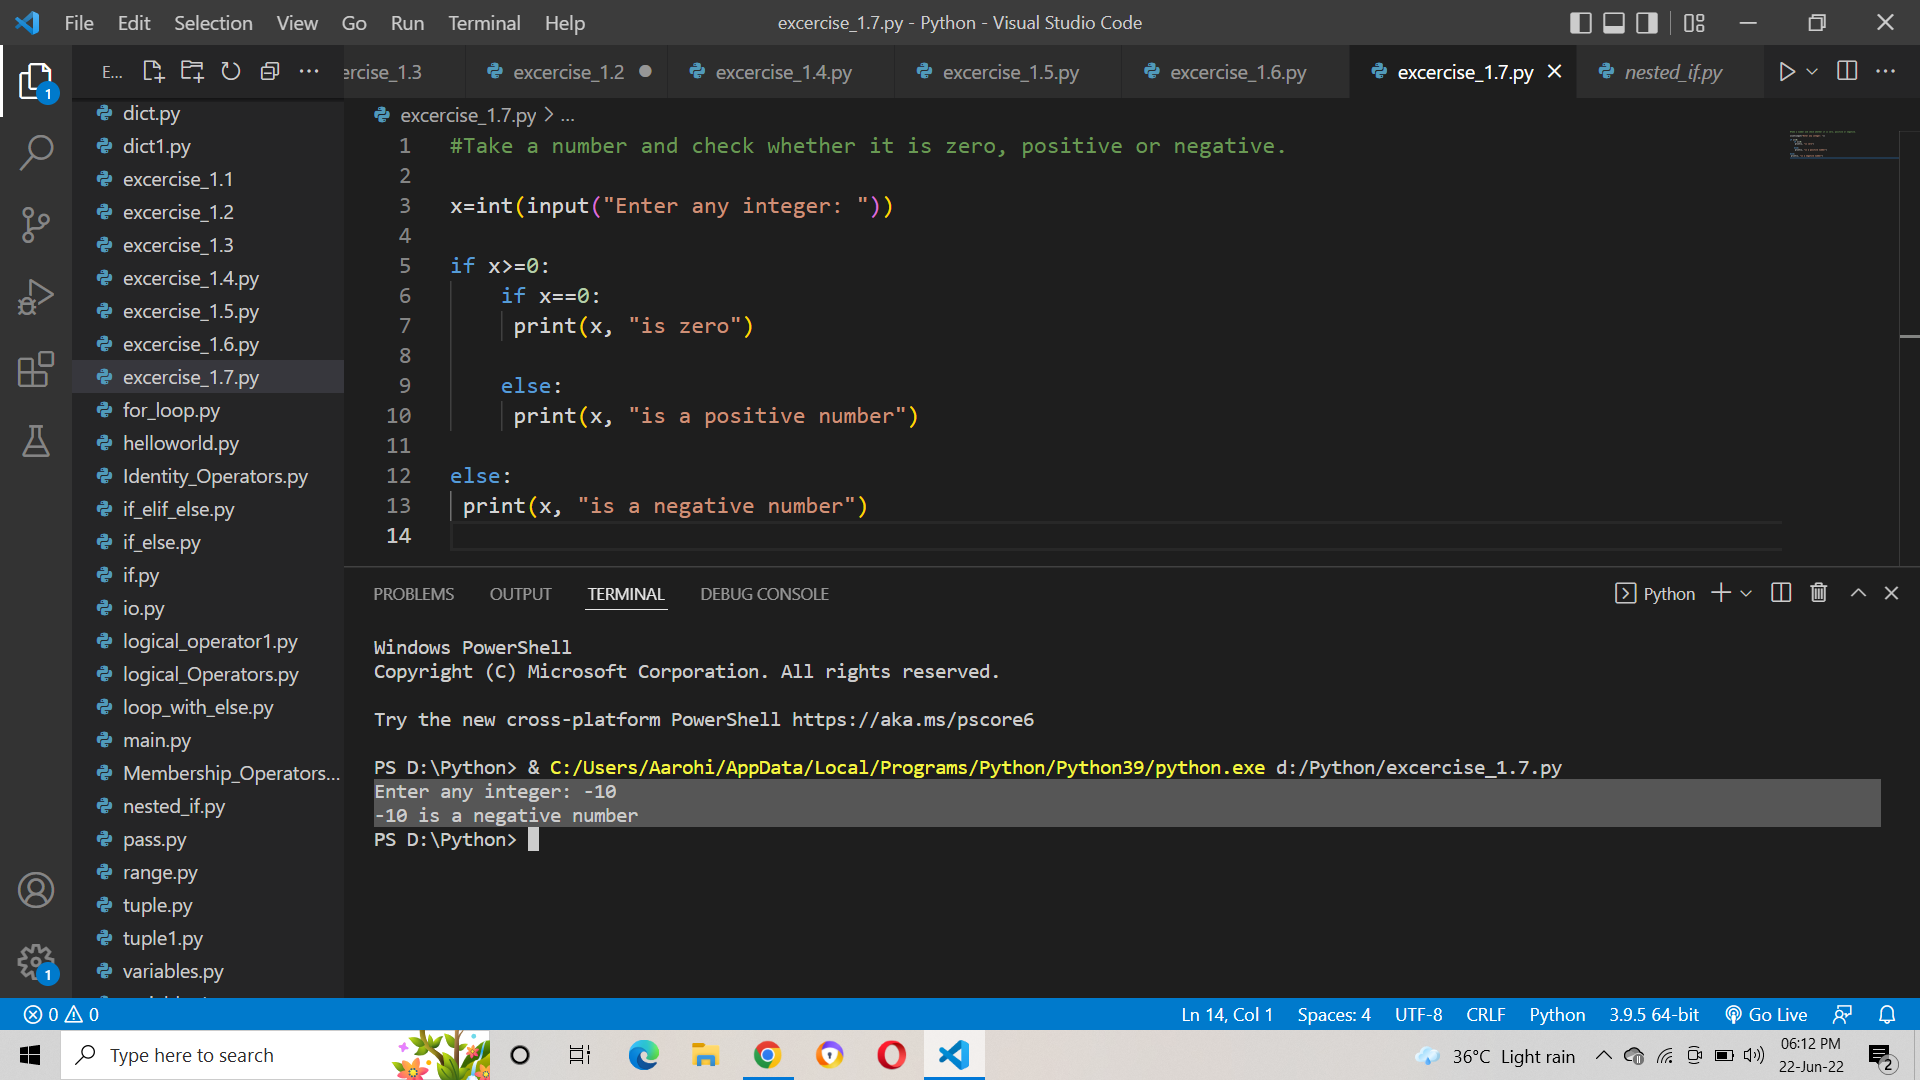 File Edit Selection View Go Run Terminal Help
excercise_1.7.py - Python - Visual Studio Code
E...
ercise_1.3
excercise_1.2
excercise_1.4.py
excercise_1.5.py
excercise_1.6.py
excercise_1.7.py
nested_if.py
1
dict.py
dict1.py
excercise_1.1
excercise_1.2
excercise_1.3
excercise_1.4.py
excercise_1.5.py
excercise_1.6.py
excercise_1.7.py
for_loop.py
helloworld.py
Identity_Operators.py
if_elif_else.py
if_else.py
if.py
io.py
logical_operator1.py
logical_Operators.py
loop_with_else.py
main.py
Membership_Operators...
nested_if.py
pass.py
range.py
tuple.py
tuple1.py
variables.py
1
excercise_1.7.py > ...
1 #Take a number and check whether it is zero, positive or negative.
2
3 x=int(input("Enter any integer: "))
4
5 if x>=0:
6 if x==0:
7 print(x, "is zero")
8
9 else:
10 print(x, "is a positive number")
11
12 else:
13 print(x, "is a negative number")
14
PROBLEMS OUTPUT TERMINAL DEBUG CONSOLE
Python
Windows PowerShell
Copyright (C) Microsoft Corporation. All rights reserved.
Try the new cross-platform PowerShell https://aka.ms/pscore6
PS D:\Python> & C:/Users/Aarohi/AppData/Local/Programs/Python/Python39/python.exe d:/Python/excercise_1.7.py
Enter any integer: -10
-10 is a negative number
PS D:\Python>
0 0
Ln 14, Col 1 Spaces: 4 UTF-8 CRLF Python 3.9.5 64-bit Go Live
Type here to search
36°C Light rain
06:12 PM
22-Jun-22
2